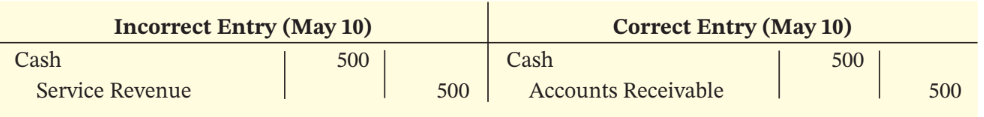 Incorrect Entry (May 10) Correct Entry (May 10)
Cash 500 Cash 500
Service Revenue 500 Accounts Receivable 500